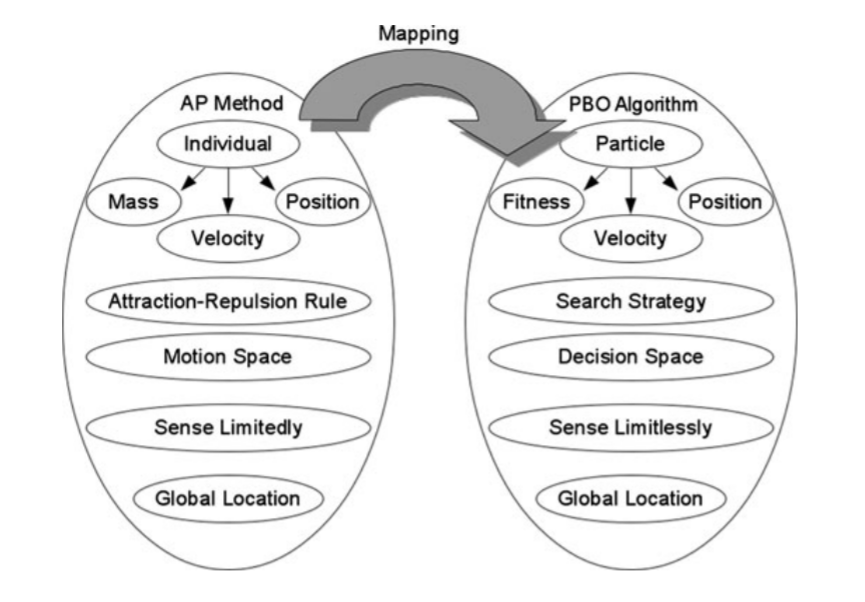 Mapping
AP Method
Individual
Mass
Position
Velocity
Attraction-Repulsion Rule
Motion Space
Sense Limitedly
Global Location
PBO Algorithm
Particle
Fitness
Position
Velocity
Search Strategy
Decision Space
Sense Limitlessly
Global Location